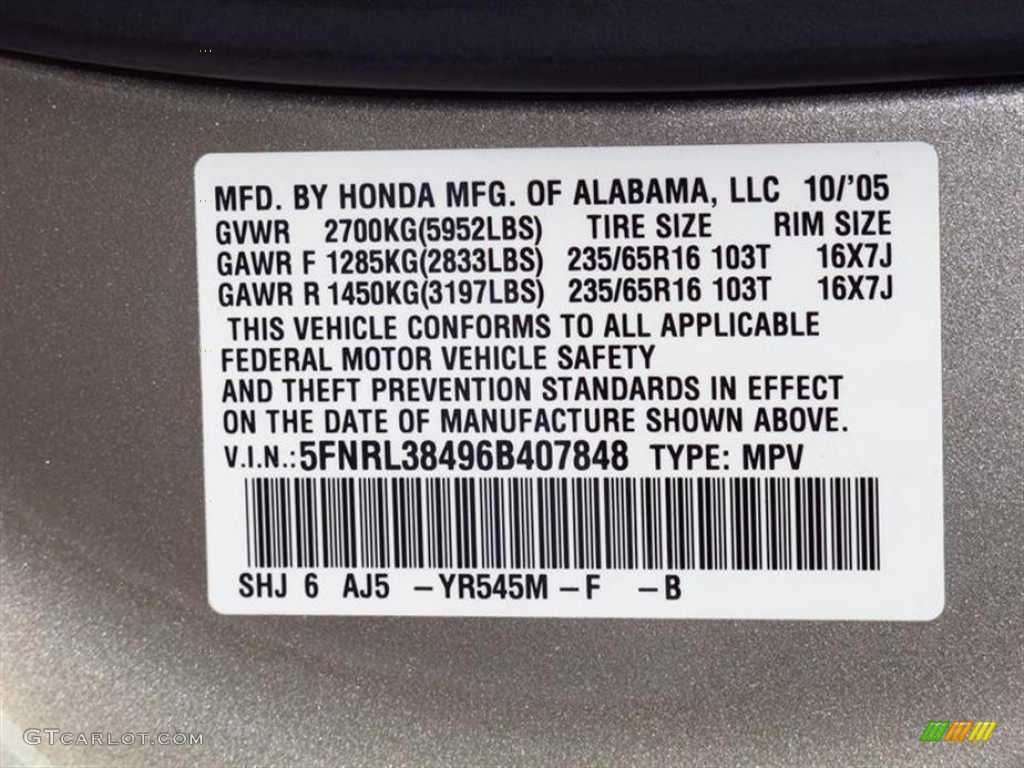 MFD. BY HONDA MFG. OF ALABAMA, LLC 10/'05
GVWR 2700KG(5952LBS) TIRE SIZE RIM SIZE
GAWR F 1285KG(2833LBS) 235/65R16 103T 16X7J
GAWR R 1450KG(3197LBS) 235/65R16 103T 16X7J
THIS VEHICLE CONFORMS TO ALL APPLICABLE
FEDERAL MOTOR VEHICLE SAFETY
AND THEFT PREVENTION STANDARDS IN EFFECT
ON THE DATE OF MANUFACTURE SHOWN ABOVE.
V.I.N.:5FNRL38496B407848 TYPE: MPV
SHJ 6 AJ5 –YR545M–F –B
GTCARLOT.COM